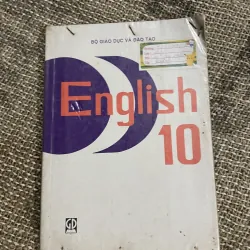 BỘ GIÁO DỤC VÀ ĐÀO TẠO
English
10